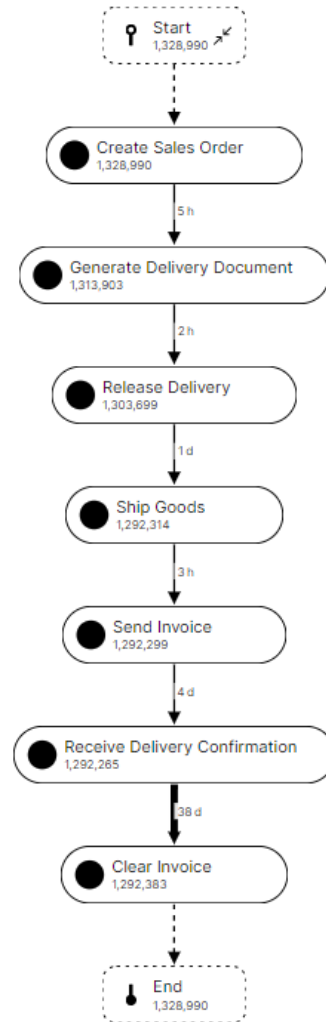 Start
1,328,990
Create Sales Order
1,328,990
5 h
Generate Delivery Document
1,313,903
2 h
Release Delivery
1,303,699
1 d
Ship Goods
1,292,314
3 h
Send Invoice
1,292,299
4 d
Receive Delivery Confirmation
1,292,265
38 d
Clear Invoice
1,292,383
End
1,328,990